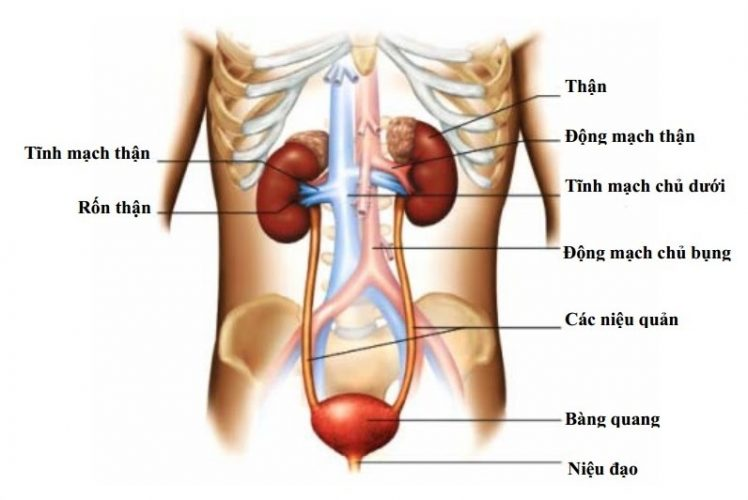 Thận
Động mạch thận
Tĩnh mạch thận
Tĩnh mạch chủ dưới
Rốn thận
Động mạch chủ bụng
Các niệu quản
Bàng quang
Niệu đạo